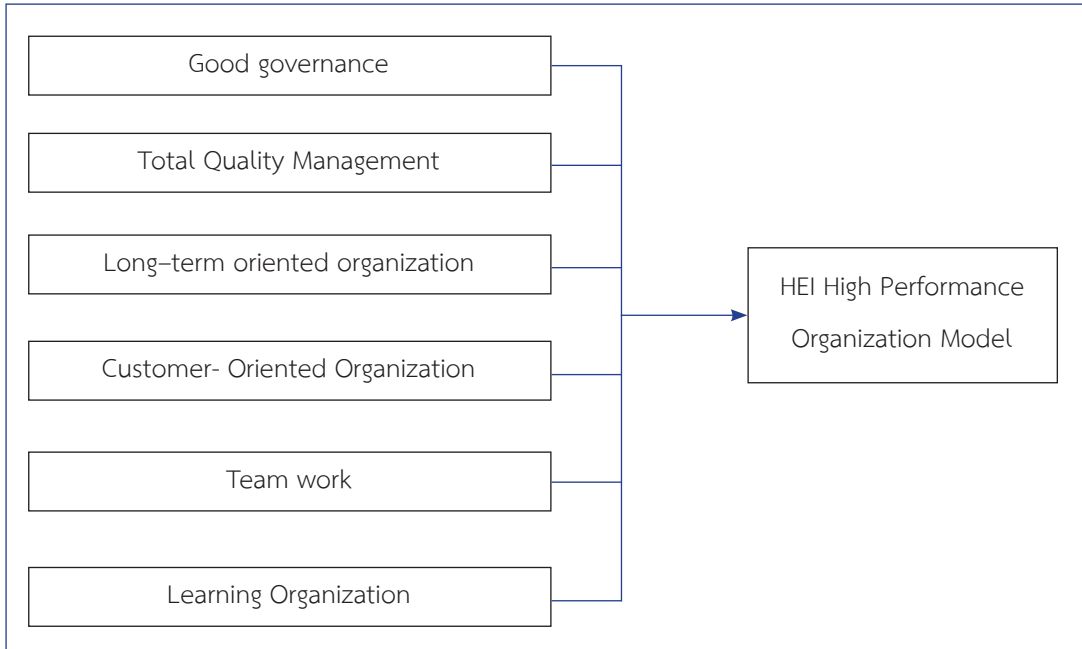 Good governance
Total Quality Management
Long–term oriented organization
Customer- Oriented Organization
Team work
Learning Organization
HEI High Performance
Organization Model